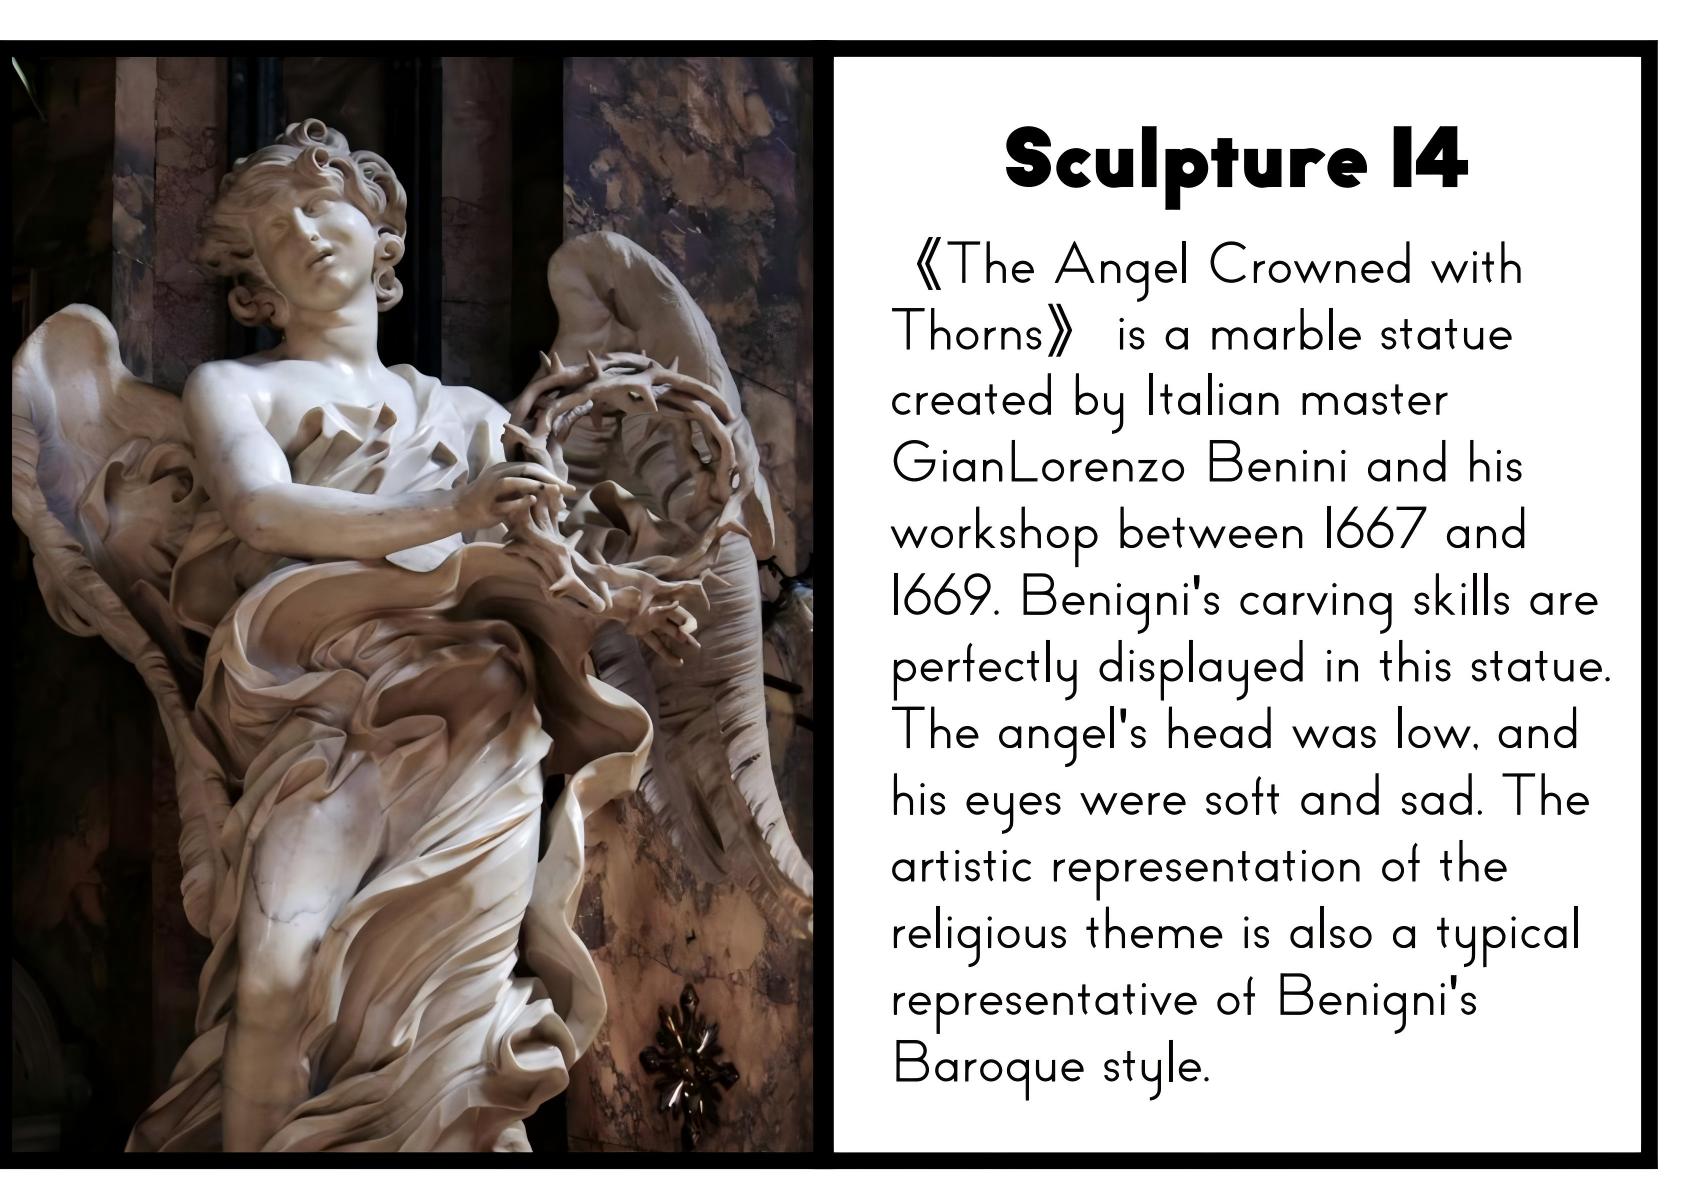 Sculpture 14
《The Angel Crowned with
Thorns》 is a marble statue
created by Italian master
GianLorenzo Benini and his
workshop between 1667 and
1669. Benigni's carving skills are
perfectly displayed in this statue.
The angel's head was low, and
his eyes were soft and sad. The
artistic representation of the
religious theme is also a typical
representative of Benigni's
Baroque style.